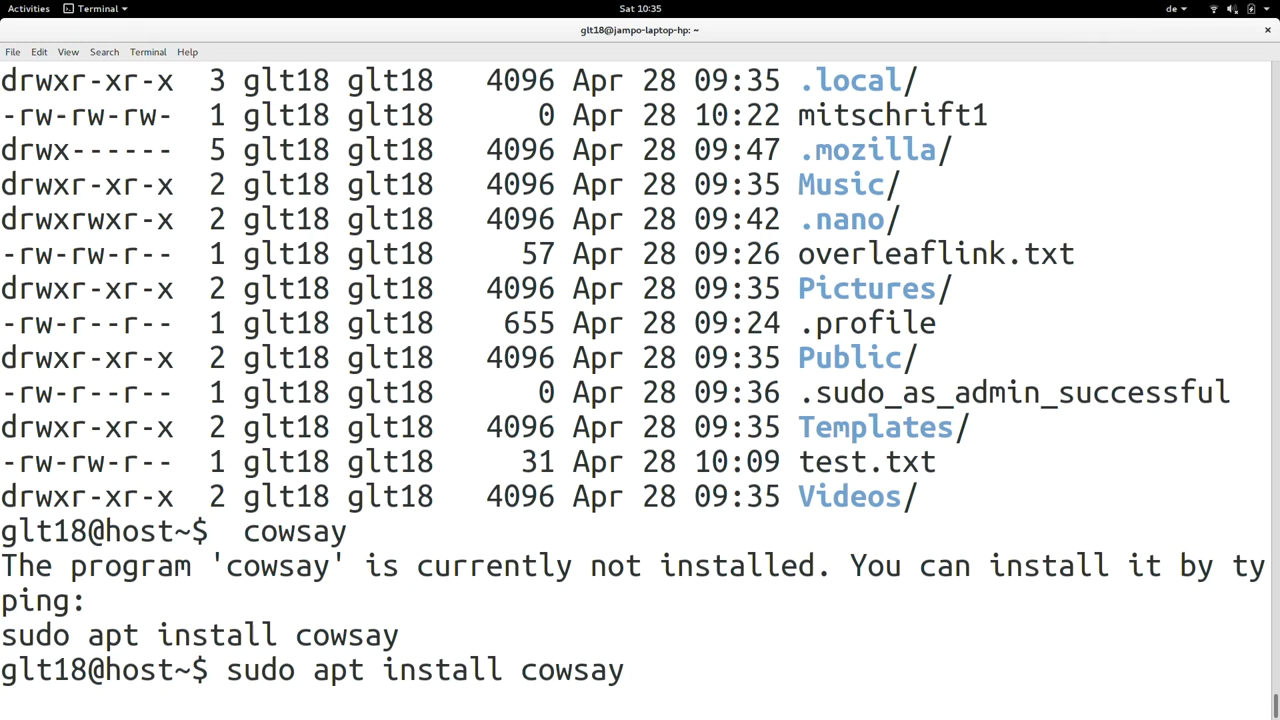 Activities Terminal Sat 10:35 de
glt18@jampo-laptop-hp: ~ ×
File Edit View Search Terminal Help
drwxr-xr-x 3 glt18 glt18 4096 Apr 28 09:35 .local/
-rw-rw-rw- 1 glt18 glt18 0 Apr 28 10:22 mitschrift1
drwx------ 5 glt18 glt18 4096 Apr 28 09:47 .mozilla/
drwxr-xr-x 2 glt18 glt18 4096 Apr 28 09:35 Music/
drwxrwxr-x 2 glt18 glt18 4096 Apr 28 09:42 .nano/
-rw-rw-r-- 1 glt18 glt18 57 Apr 28 09:26 overleaflink.txt
drwxr-xr-x 2 glt18 glt18 4096 Apr 28 09:35 Pictures/
-rw-r--r-- 1 glt18 glt18 655 Apr 28 09:24 .profile
drwxr-xr-x 2 glt18 glt18 4096 Apr 28 09:35 Public/
-rw-r--r-- 1 glt18 glt18 0 Apr 28 09:36 .sudo_as_admin_successful
drwxr-xr-x 2 glt18 glt18 4096 Apr 28 09:35 Templates/
-rw-rw-r-- 1 glt18 glt18 31 Apr 28 10:09 test.txt
drwxr-xr-x 2 glt18 glt18 4096 Apr 28 09:35 Videos/
glt18@host~$  cowsay
The program 'cowsay' is currently not installed. You can install it by ty
ping:
sudo apt install cowsay
glt18@host~$ sudo apt install cowsay